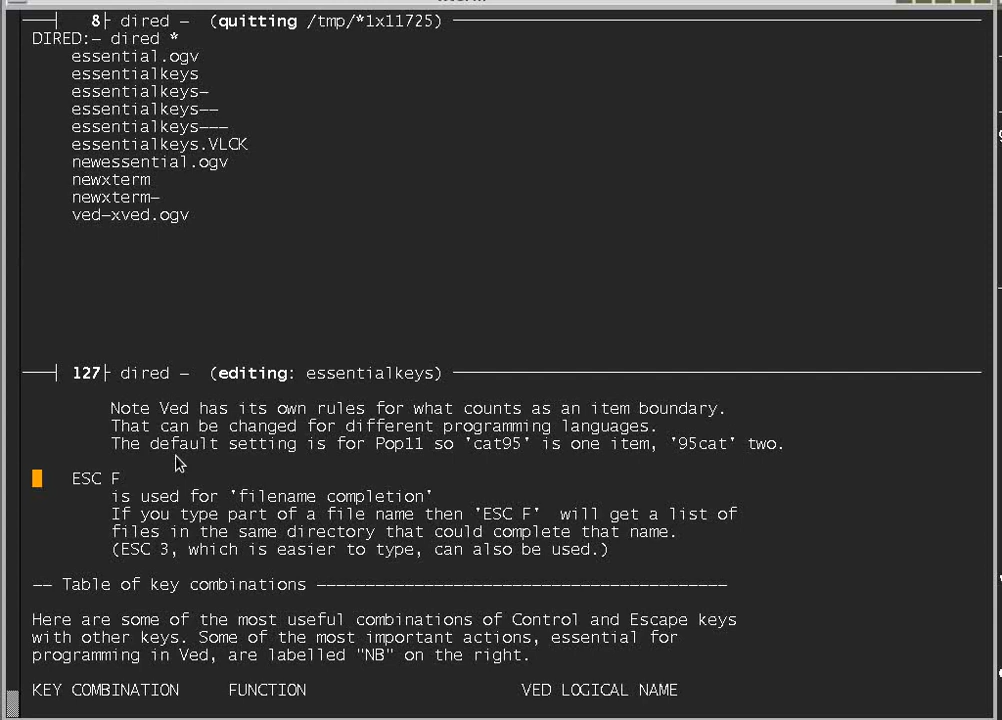 8 dired - (quitting /tmp/*1x11725)
DIRED:- dired *
essential.ogv
essentialkeys
essentialkeys-
essentialkeys--
essentialkeys---
essentialkeys.VLCK
newessential.ogv
newxterm
newxterm-
ved-xved.ogv
127 dired - (editing: essentialkeys)
Note Ved has its own rules for what counts as an item boundary.
That can be changed for different programming languages.
The default setting is for Pop11 so 'cat95' is one item, '95cat' two.
ESC F
is used for 'filename completion'
If you type part of a file name then 'ESC F' will get a list of
files in the same directory that could complete that name.
(ESC 3, which is easier to type, can also be used.)
-- Table of key combinations ------------------------------------------
Here are some of the most useful combinations of Control and Escape keys
with other keys. Some of the most important actions, essential for
programming in Ved, are labelled "NB" on the right.
KEY COMBINATION FUNCTION VED LOGICAL NAME